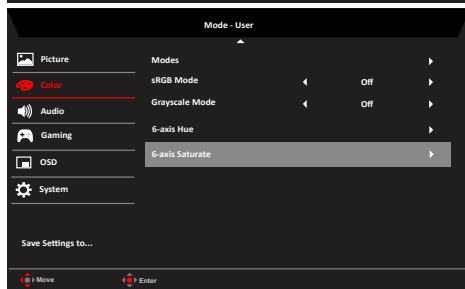 Mode - User
Picture
Color
Audio
Gaming
OSD
System
Save Settings to...
Modes
sRGB Mode Off
Grayscale Mode Off
6-axis Hue
6-axis Saturate
Move Enter